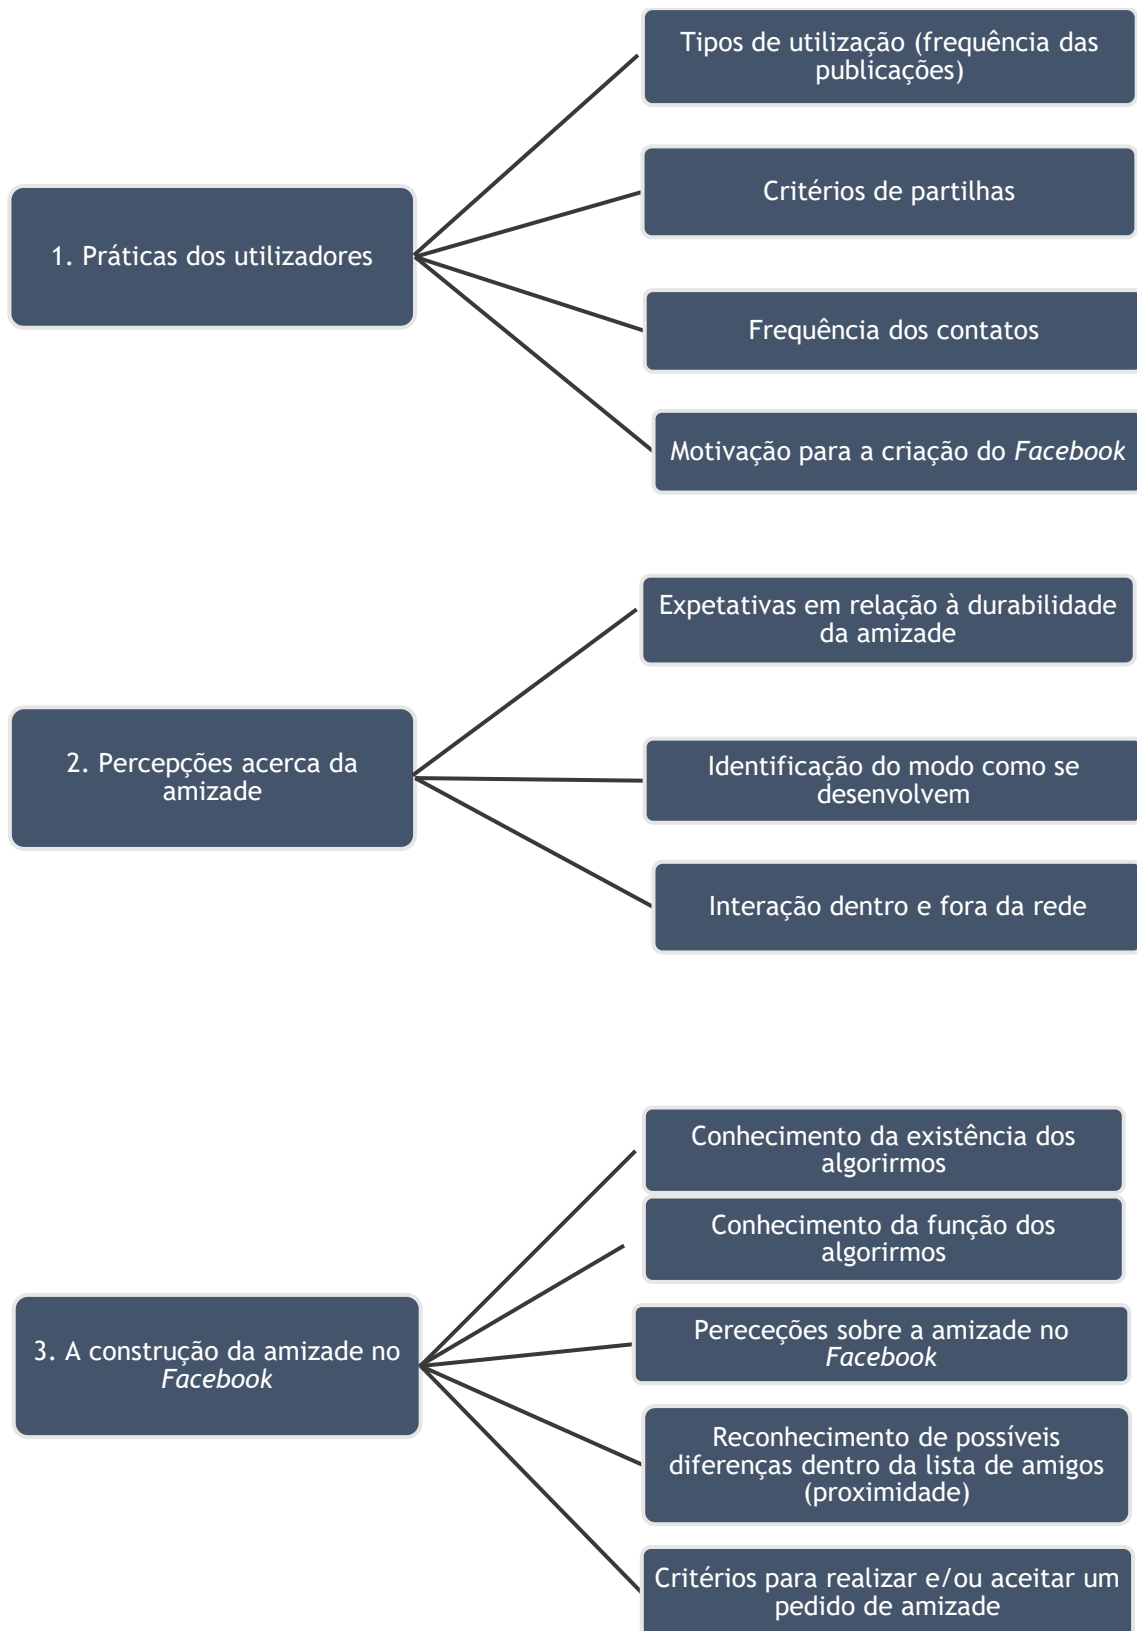 1. Práticas dos utilizadores
Tipos de utilização (frequência das
publicações)
Critérios de partilhas
Frequência dos contatos
Motivação para a criação do Facebook
2. Percepções acerca da
amizade
Expetativas em relação à durabilidade
da amizade
Identificação do modo como se
desenvolvem
Interação dentro e fora da rede
3. A construção da amizade no
Facebook
Conhecimento da existência dos
algorirmos
Conhecimento da função dos
algorirmos
Pereceções sobre a amizade no
Facebook
Reconhecimento de possíveis
diferenças dentro da lista de amigos
(proximidade)
Critérios para realizar e/ou aceitar um
pedido de amizade